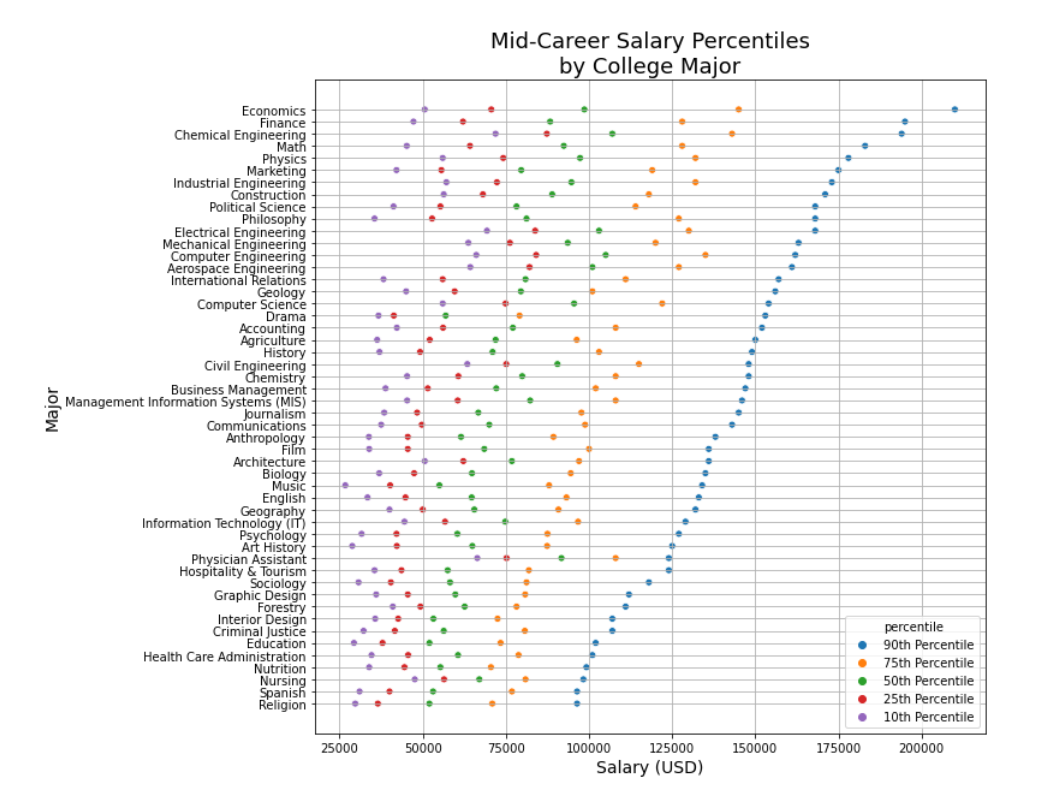 Mid-Career Salary Percentiles
by College Major
Economics
Finance
Chemical Engineering
Math
Physics
Marketing
Industrial Engineering
Construction
Political Science
Philosophy
Electrical Engineering
Mechanical Engineering
Computer Engineering
Aerospace Engineering
International Relations
Geology
Computer Science
Drama
Accounting
Agriculture
History
Civil Engineering
Chemistry
Business Management
Management Information Systems (MIS)
Journalism
Communications
Anthropology
Film
Architecture
Biology
Music
English
Geography
Information Technology (IT)
Psychology
Art History
Physician Assistant
Hospitality & Tourism
Sociology
Graphic Design
Forestry
Interior Design
Criminal Justice
Education
Health Care Administration
Nutrition
Nursing
Spanish
Religion
Major
percentile
90th Percentile
75th Percentile
50th Percentile
25th Percentile
10th Percentile
25000 50000 75000 100000 125000 150000 175000 200000
Salary (USD)